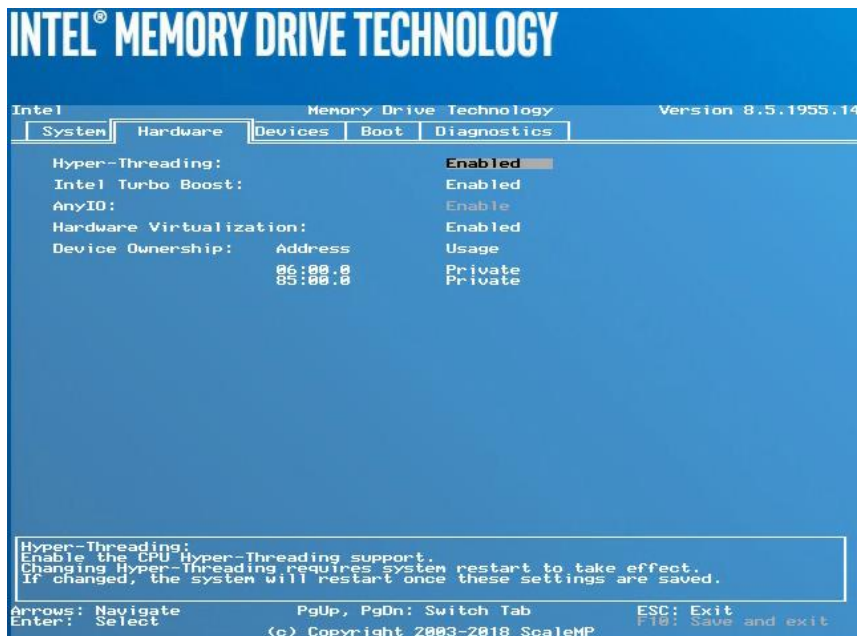 INTEL® MEMORY DRIVE TECHNOLOGY
Intel Memory Drive Technology Version 8.5.1955.14
System Hardware Devices Boot Diagnostics
Hyper-Threading: Enabled
Intel Turbo Boost: Enabled
AnyIO: Enable
Hardware Virtualization: Enabled
Device Ownership: Address Usage
06:00.0 Private
85:00.0 Private
Hyper-Threading:
Enable the CPU Hyper-Threading support.
Changing Hyper-Threading requires system restart to take effect.
If changed, the system will restart once these settings are saved.
Arrows: Navigate PgUp, PgDn: Switch Tab ESC: Exit
Enter: Select F10: Save and exit
(c) Copyright 2003-2018 ScaleMP